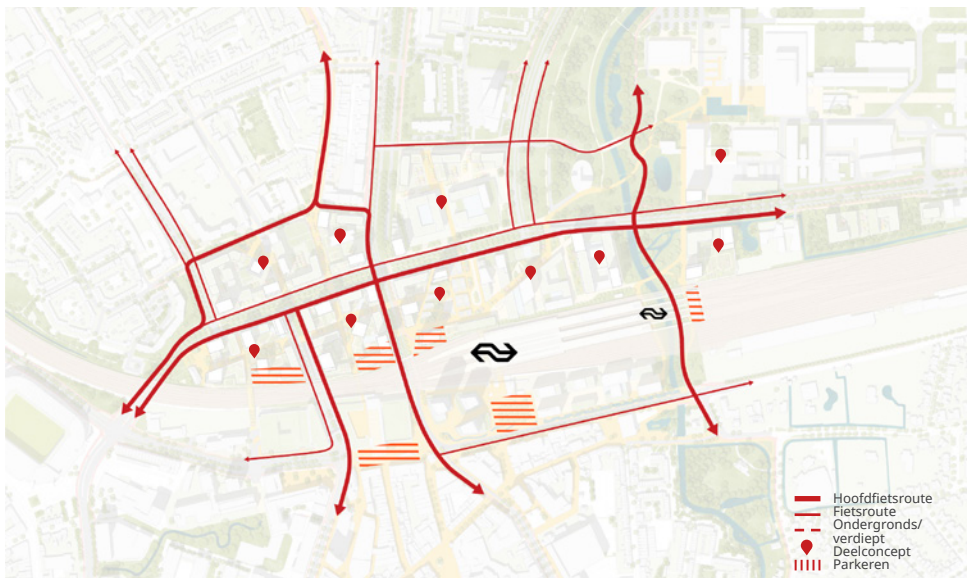 Hoofdfietsroute
Fietsroute
Ondergronds/
verdiept
Deelconcept
Parkeren